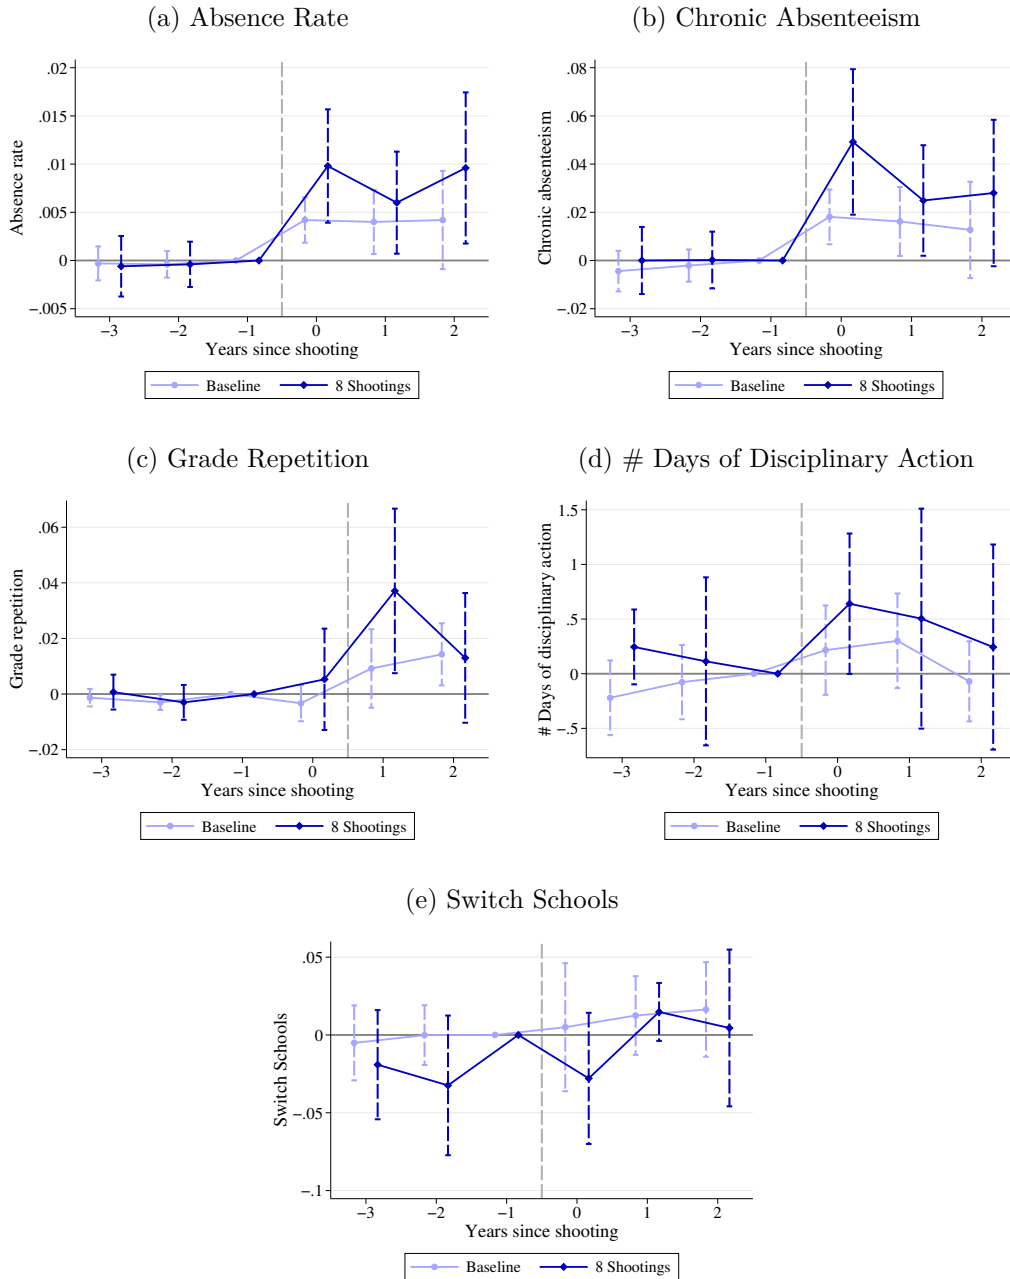 (a) Absence Rate
.02
.015
.01
.005
0
−.005
Absence rate
−3 −2 −1 0 1 2
Years since shooting
Baseline 8 Shootings
(b) Chronic Absenteeism
.08
.06
.04
.02
0
−.02
Chronic absenteeism
−3 −2 −1 0 1 2
Years since shooting
Baseline 8 Shootings
(c) Grade Repetition
.06
.04
.02
0
−.02
Grade repetition
−3 −2 −1 0 1 2
Years since shooting
Baseline 8 Shootings
(d) # Days of Disciplinary Action
1.5
1
.5
0
−.5
# Days of disciplinary action
−3 −2 −1 0 1 2
Years since shooting
Baseline 8 Shootings
(e) Switch Schools
.05
0
−.05
−.1
Switch Schools
−3 −2 −1 0 1 2
Years since shooting
Baseline 8 Shootings